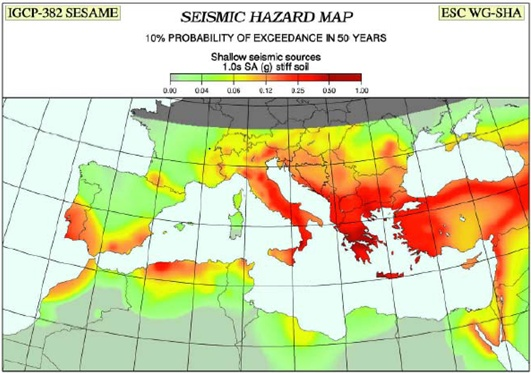 IGCP-382 SESAME
SEISMIC HAZARD MAP
ESC WG-SHA
10% PROBABILITY OF EXCEEDANCE IN 50 YEARS
Shallow seismic sources
1.0s SA (g) stiff soil
0.00 0.04 0.06 0.12 0.25 0.50 1.00